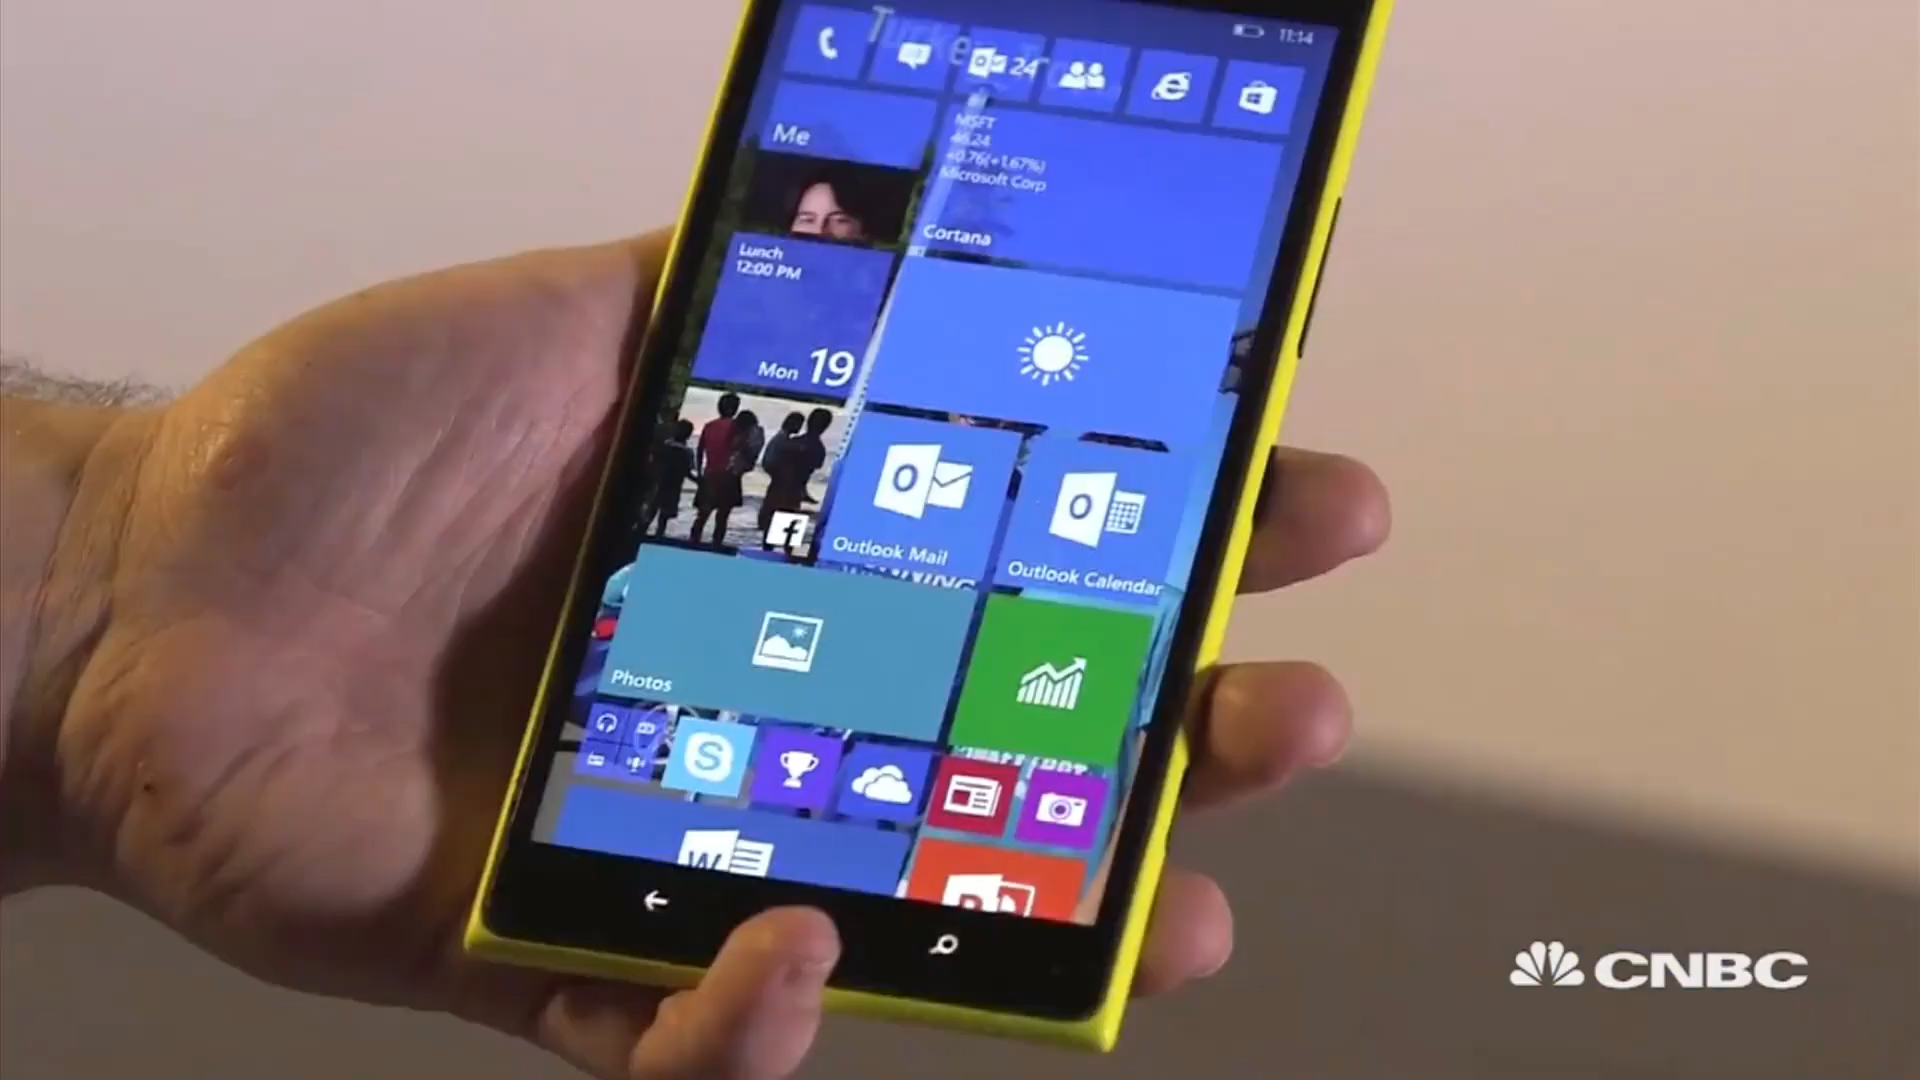 11:14
24
Me
MSFT
46.24
+0.76(+1.67%)
Microsoft Corp
Cortana
Lunch
12:00 PM
Mon 19
f
O
Outlook Mail
O
Outlook Calendar
Photos
S
W
CNBC